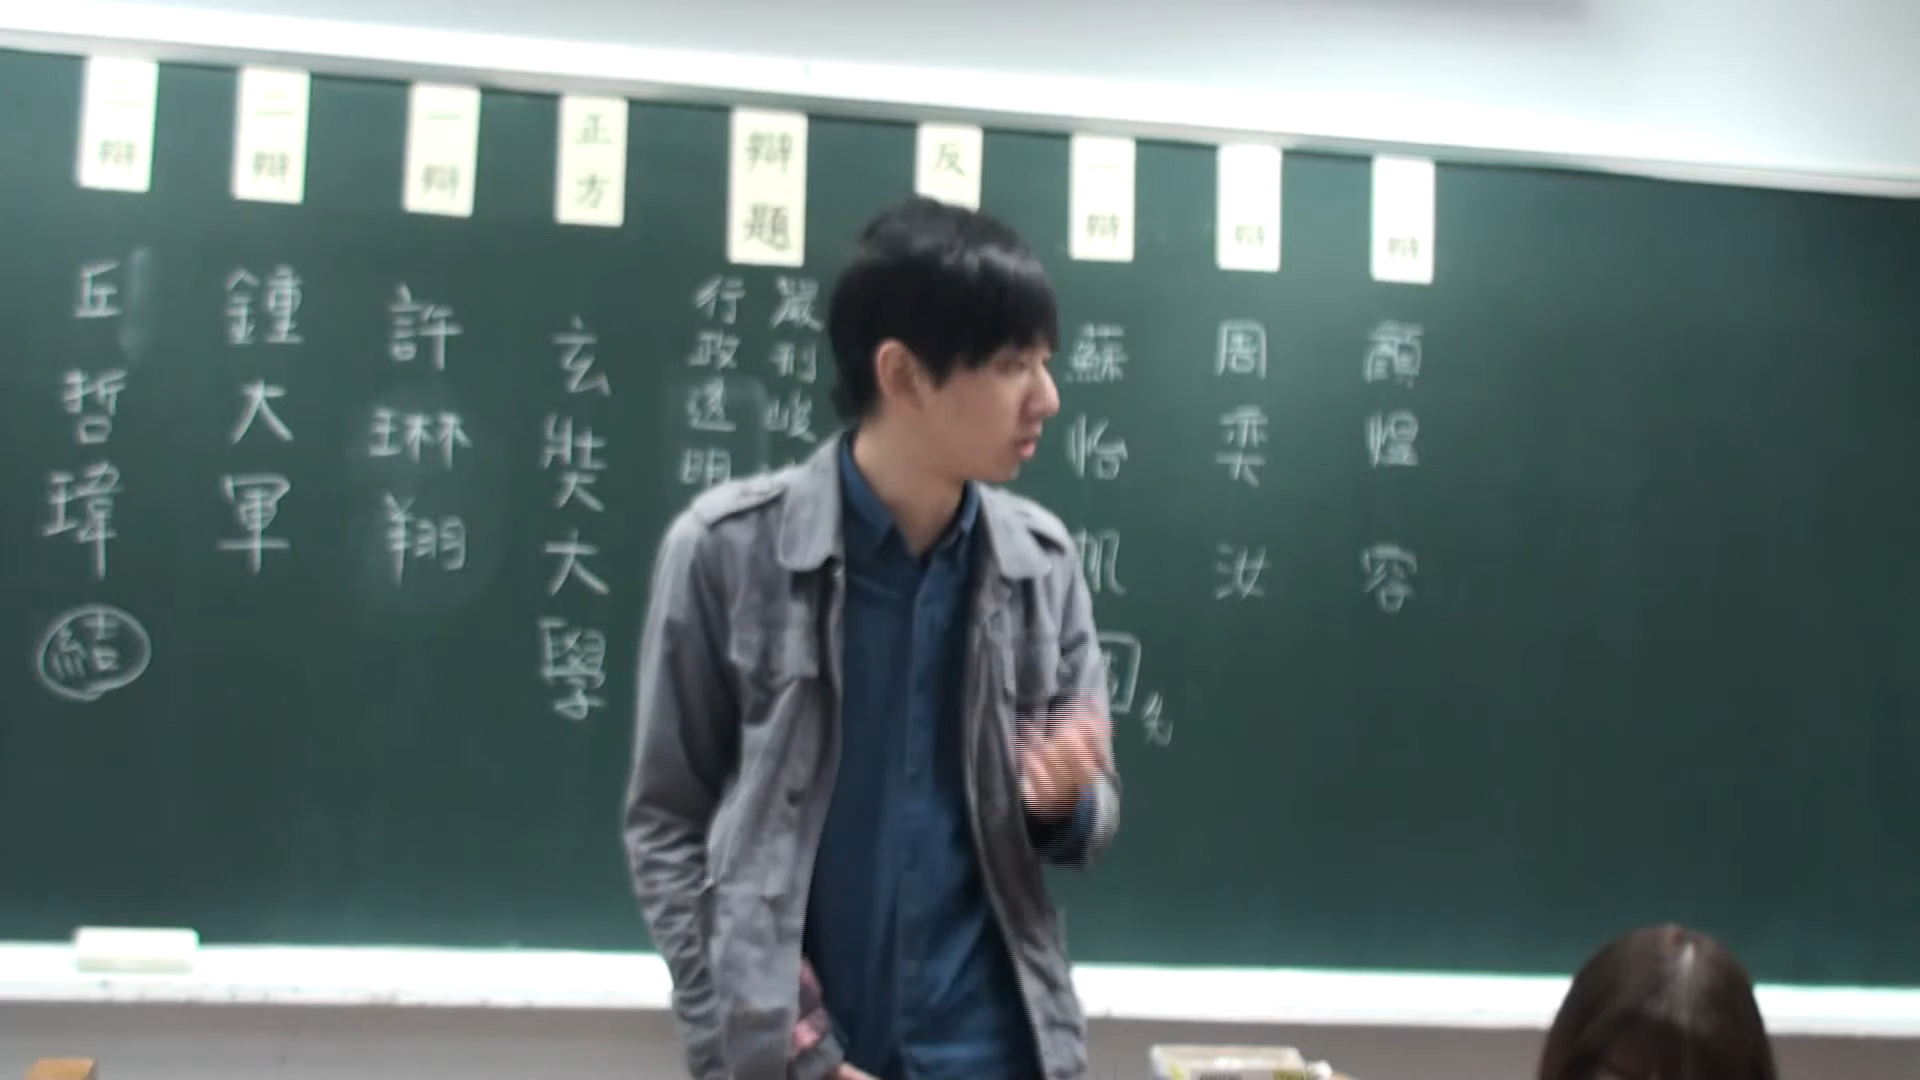 三辯
丘哲瑋
結
二辯
鍾大軍
一辯
許琳翔
正方
玄奘大學
辯題
嚴刑峻
行政透明
反
一辯
蘇怡帆
先
辯
周奕汝
辯
顏煌容